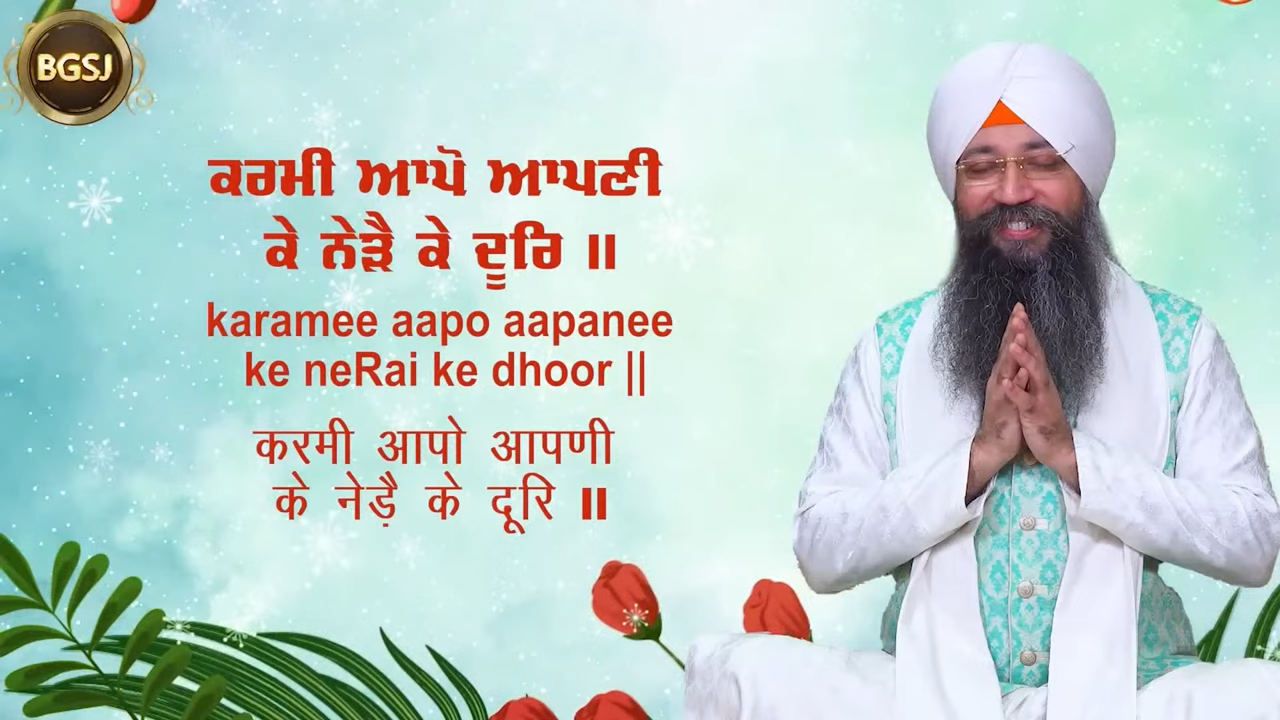 BGSJ
ਕਰਮੀ ਆਪੋ ਆਪਣੀ
ਕੇ ਨੇੜੈ ਕੇ ਦੂਰਿ ॥
karamee aapo aapanee
ke neRai ke dhoor ||
करमी आपो आपणी
के नेड़ै के दूरि ॥